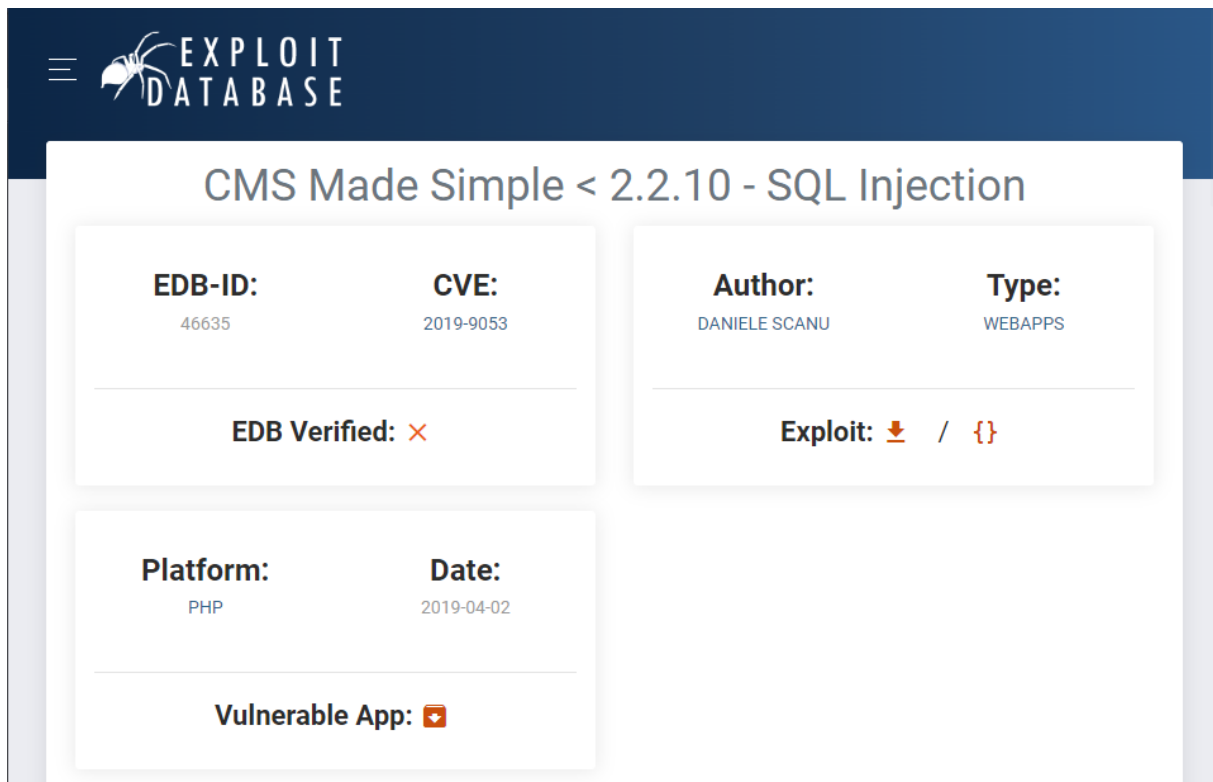 EXPLOIT
DATABASE
CMS Made Simple < 2.2.10 - SQL Injection
EDB-ID: CVE:
46635 2019-9053
EDB Verified: ×
Author: Type:
DANIELE SCANU WEBAPPS
Exploit: / {}
Platform: Date:
PHP 2019-04-02
Vulnerable App: